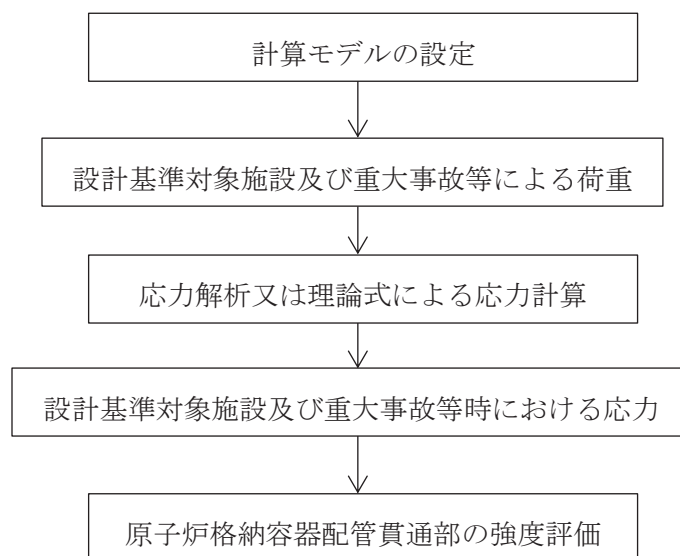 計算モデルの設定
設計基準対象施設及び重大事故等による荷重
応力解析又は理論式による応力計算
設計基準対象施設及び重大事故等時における応力
原子炉格納容器配管貫通部の強度評価